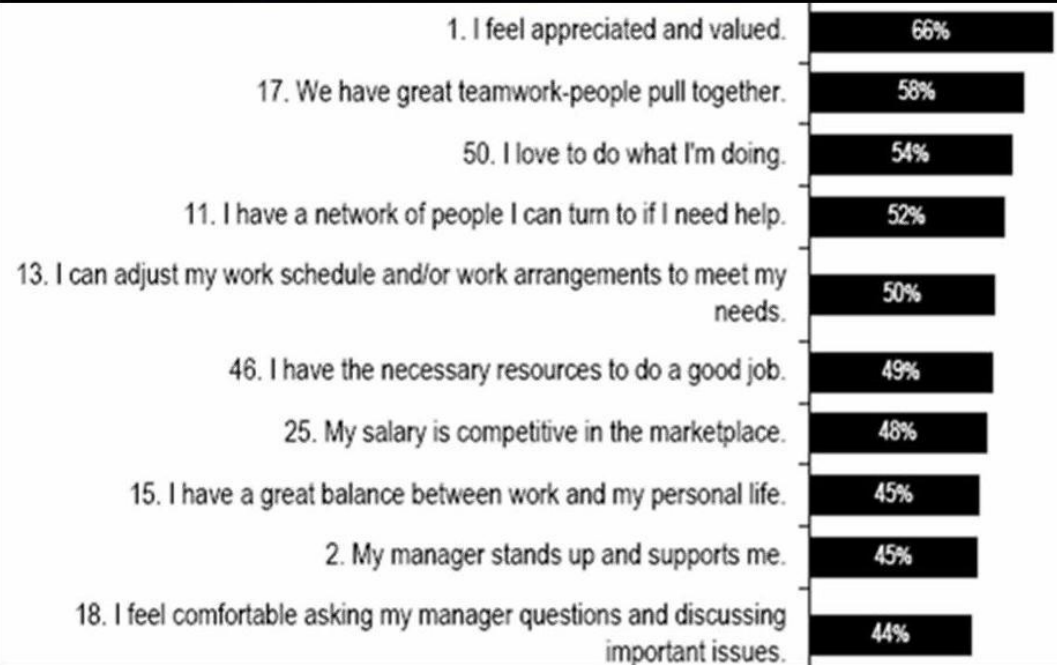 1. I feel appreciated and valued. 66%
17. We have great teamwork-people pull together. 58%
50. I love to do what I'm doing. 54%
11. I have a network of people I can turn to if I need help. 52%
13. I can adjust my work schedule and/or work arrangements to meet my
needs. 50%
46. I have the necessary resources to do a good job. 49%
25. My salary is competitive in the marketplace. 48%
15. I have a great balance between work and my personal life. 45%
2. My manager stands up and supports me. 45%
18. I feel comfortable asking my manager questions and discussing
important issues. 44%